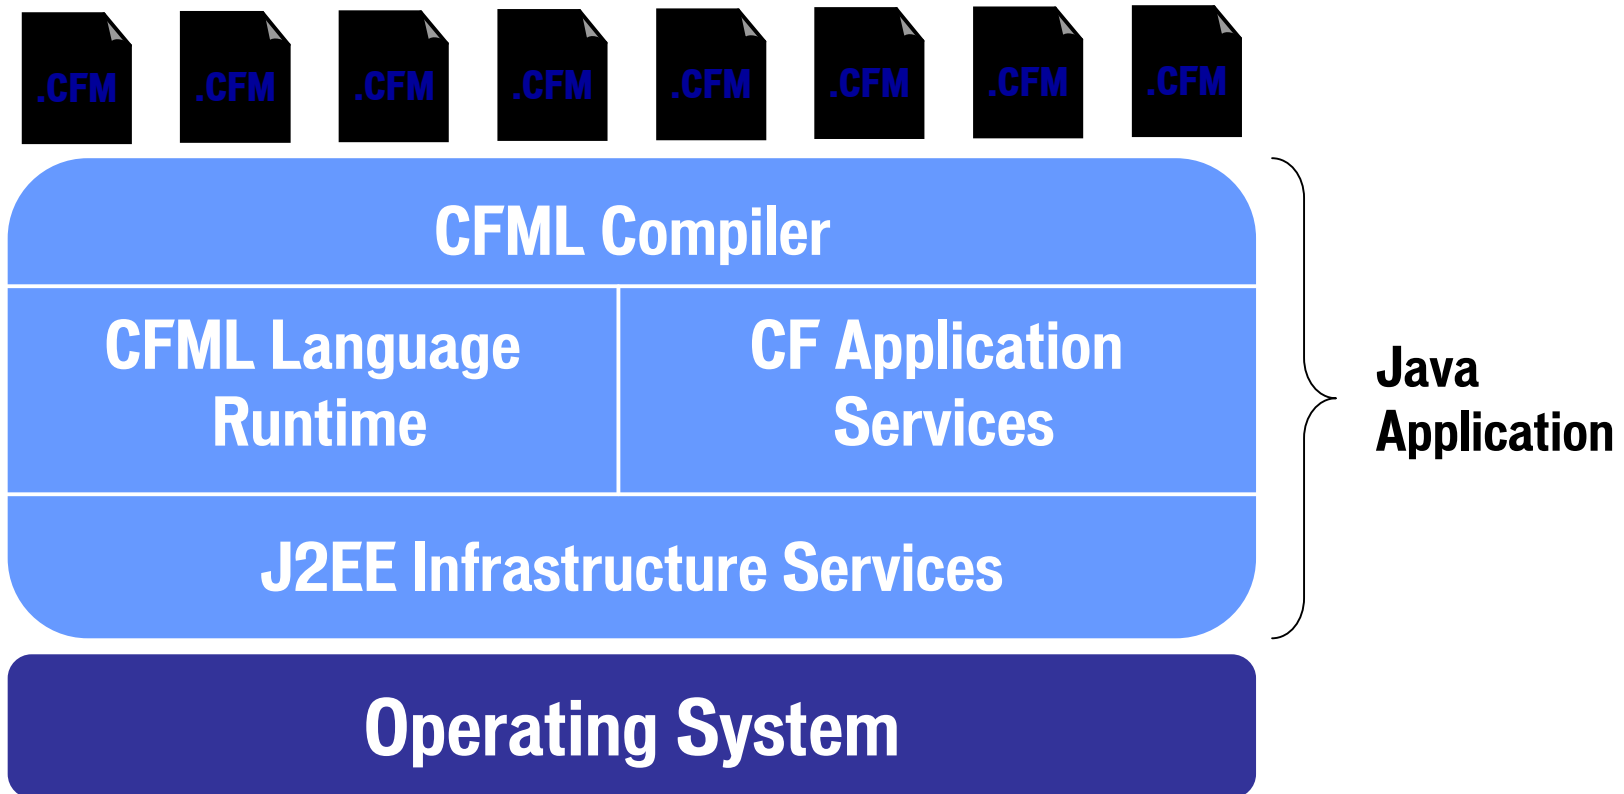 .CFM .CFM .CFM .CFM .CFM .CFM .CFM .CFM
CFML Compiler
CFML Language
Runtime
CF Application
Services
Java
Application
J2EE Infrastructure Services
Operating System